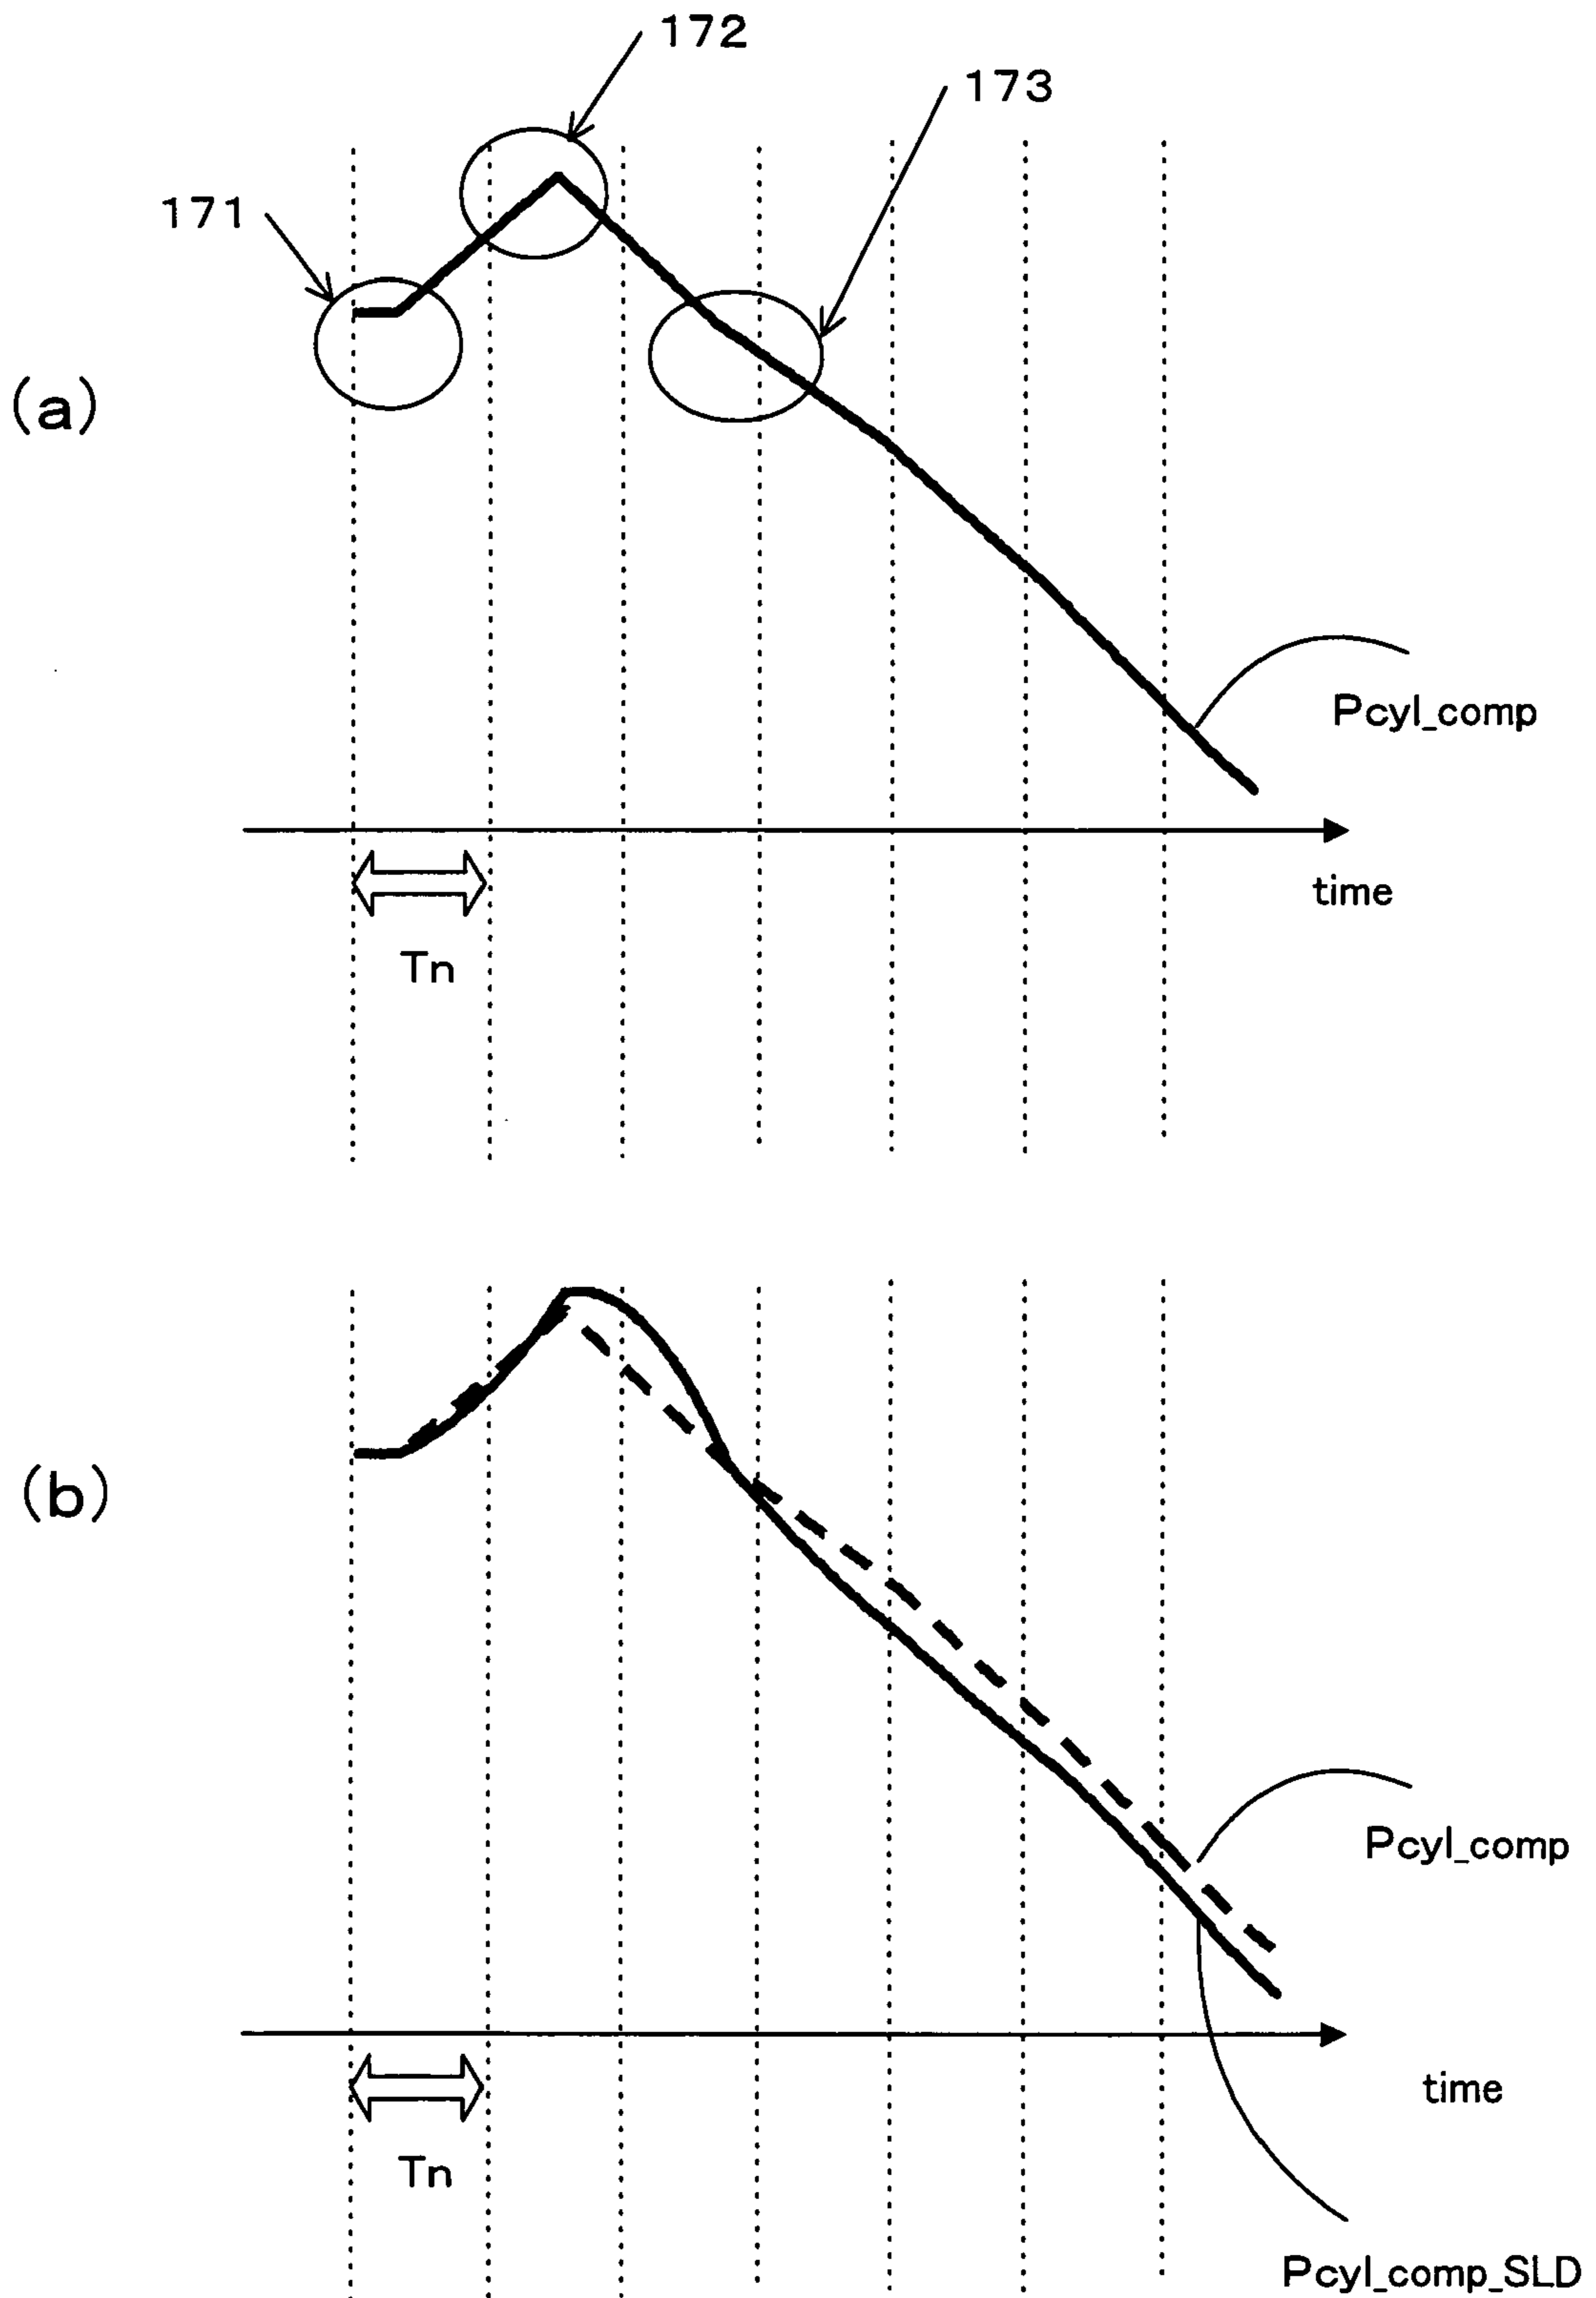 172
173
171
(a)
Pcyl_comp
time
Tn
(b)
Pcyl_comp
time
Tn
Pcyl_comp_SLD